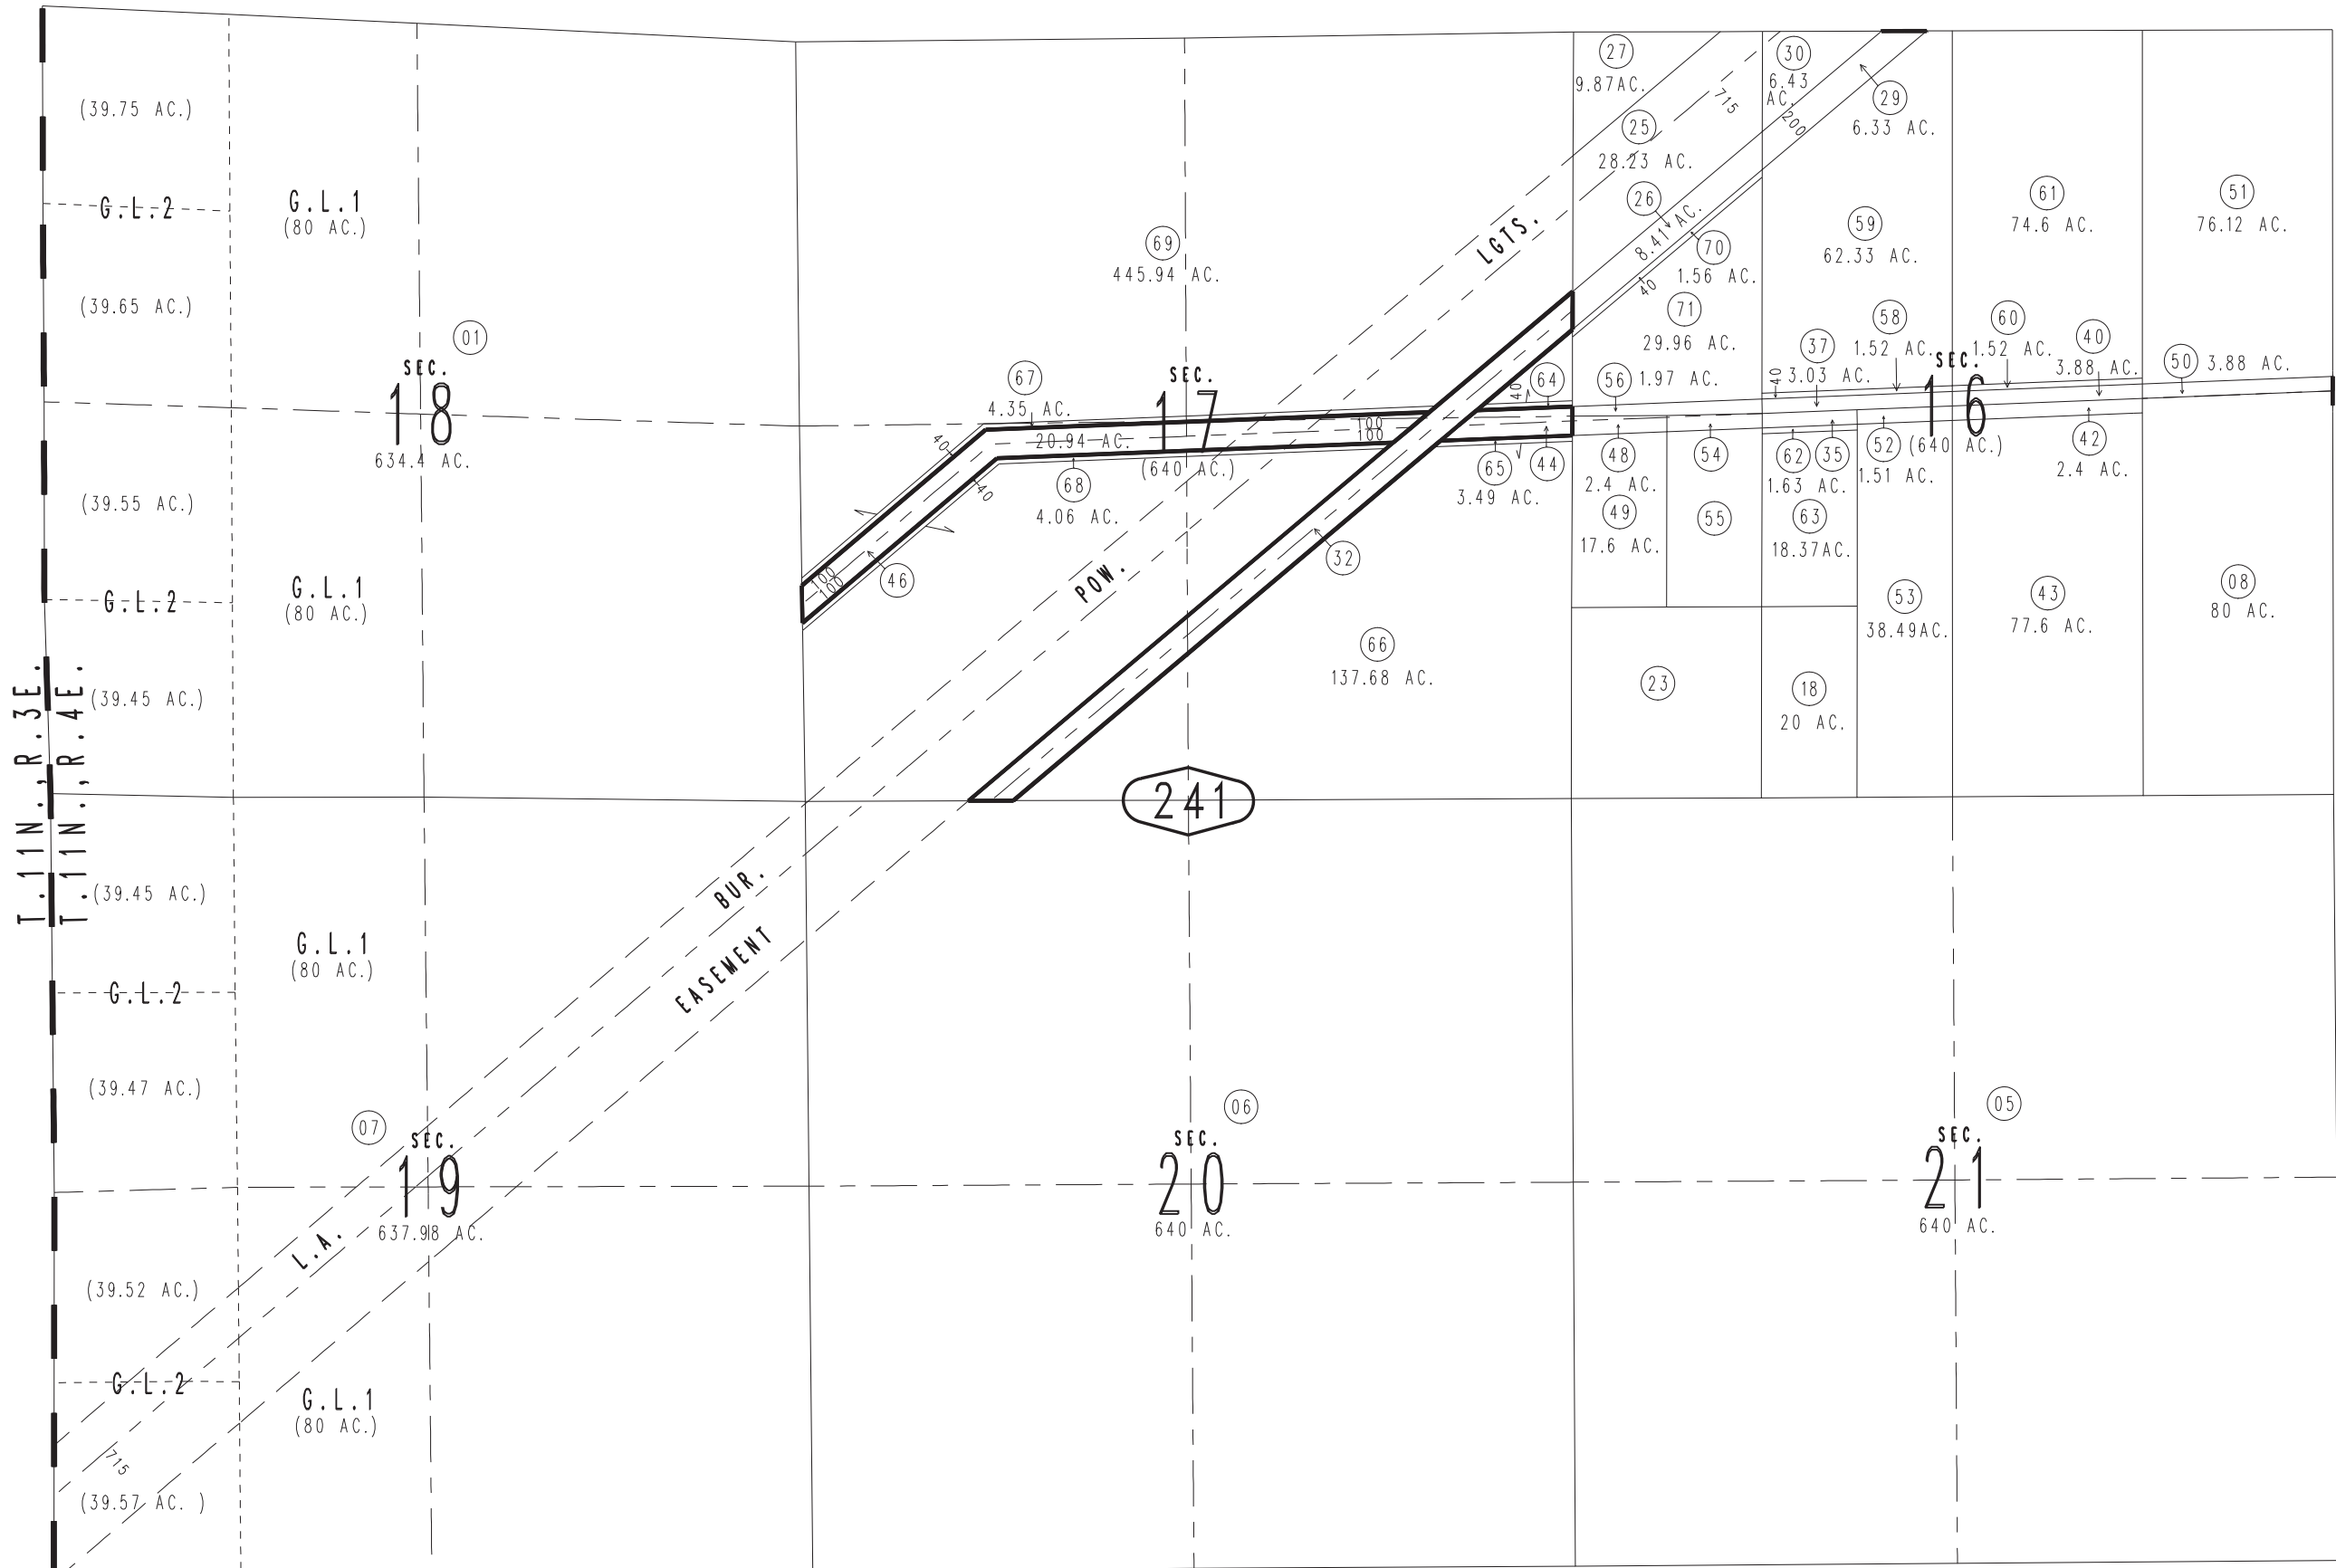 (39.75 AC.)
G.L.2
G.L.1
(80 AC.)
(39.65 AC.)
01
SEC.
18
634.4 AC.
(39.55 AC.)
G.L.2
G.L.1
(80 AC.)
(39.45 AC.)
T.11N.,R.3E.
T.11N.,R.4E.
69
445.94 AC.
67
4.35 AC.
SEC.
17
20.94 AC.
(640 AC.)
100
100
40
40
68
4.06 AC.
100
100
46
40
64
65
3.49 AC.
44
32
66
137.68 AC.
27
9.87AC.
25
28.23 AC.
715
30
6.43
AC.
29
6.33 AC.
200
26
8.41 AC.
70
1.56 AC.
40
71
29.96 AC.
59
62.33 AC.
61
74.6 AC.
51
76.12 AC.
58
1.52 AC.
60
1.52 AC.
37
3.03 AC.
40
40
3.88 AC.
50 3.88 AC.
56 1.97 AC.
SEC.
16
(640 AC.)
48
2.4 AC.
54
62
1.63 AC.
35
52
1.51 AC.
42
2.4 AC.
49
17.6 AC.
55
63
18.37AC.
53
38.49AC.
43
77.6 AC.
08
80 AC.
23
18
20 AC.
241
L.A.
BUR.
POW.
LGTS.
EASEMENT
(39.45 AC.)
G.L.1
(80 AC.)
G.L.2
(39.47 AC.)
07
SEC.
19
637.98 AC.
(39.52 AC.)
G.L.2
G.L.1
(80 AC.)
715
(39.57 AC. )
06
SEC.
20
640 AC.
05
SEC.
21
640 AC.